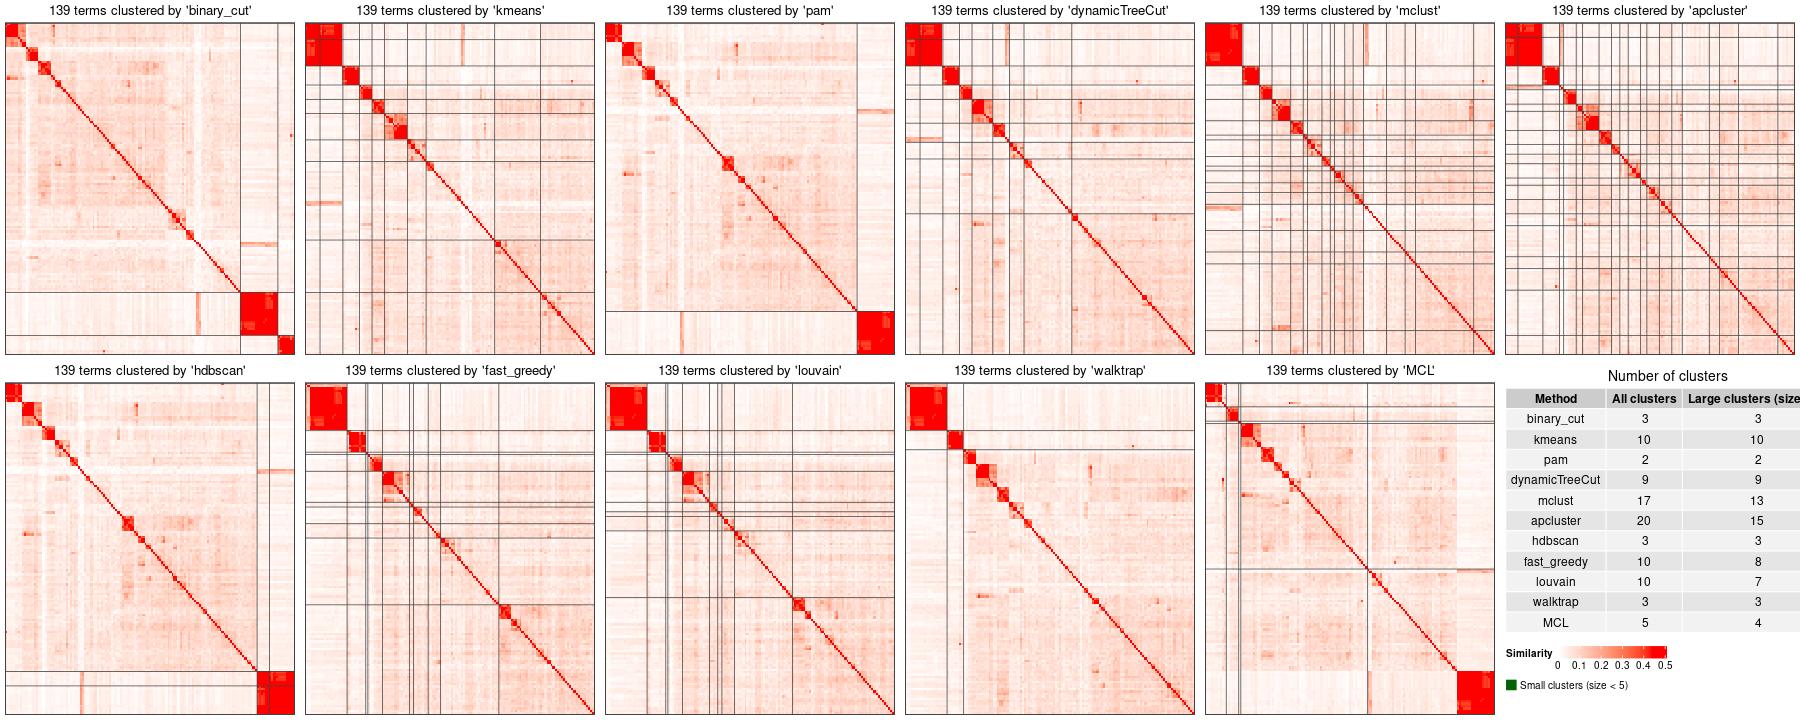 139 terms clustered by 'binary_cut'
139 terms clustered by 'kmeans'
139 terms clustered by 'pam'
139 terms clustered by 'dynamicTreeCut'
139 terms clustered by 'mclust'
139 terms clustered by 'apcluster'
139 terms clustered by 'hdbscan'
139 terms clustered by 'fast_greedy'
139 terms clustered by 'louvain'
139 terms clustered by 'walktrap'
139 terms clustered by 'MCL'
Number of clusters
Method All clusters Large clusters (size
binary_cut 3 3
kmeans 10 10
pam 2 2
dynamicTreeCut 9 9
mclust 17 13
apcluster 20 15
hdbscan 3 3
fast_greedy 10 8
louvain 10 7
walktrap 3 3
MCL 5 4
Similarity
0 0.1 0.2 0.3 0.4 0.5
Small clusters (size < 5)